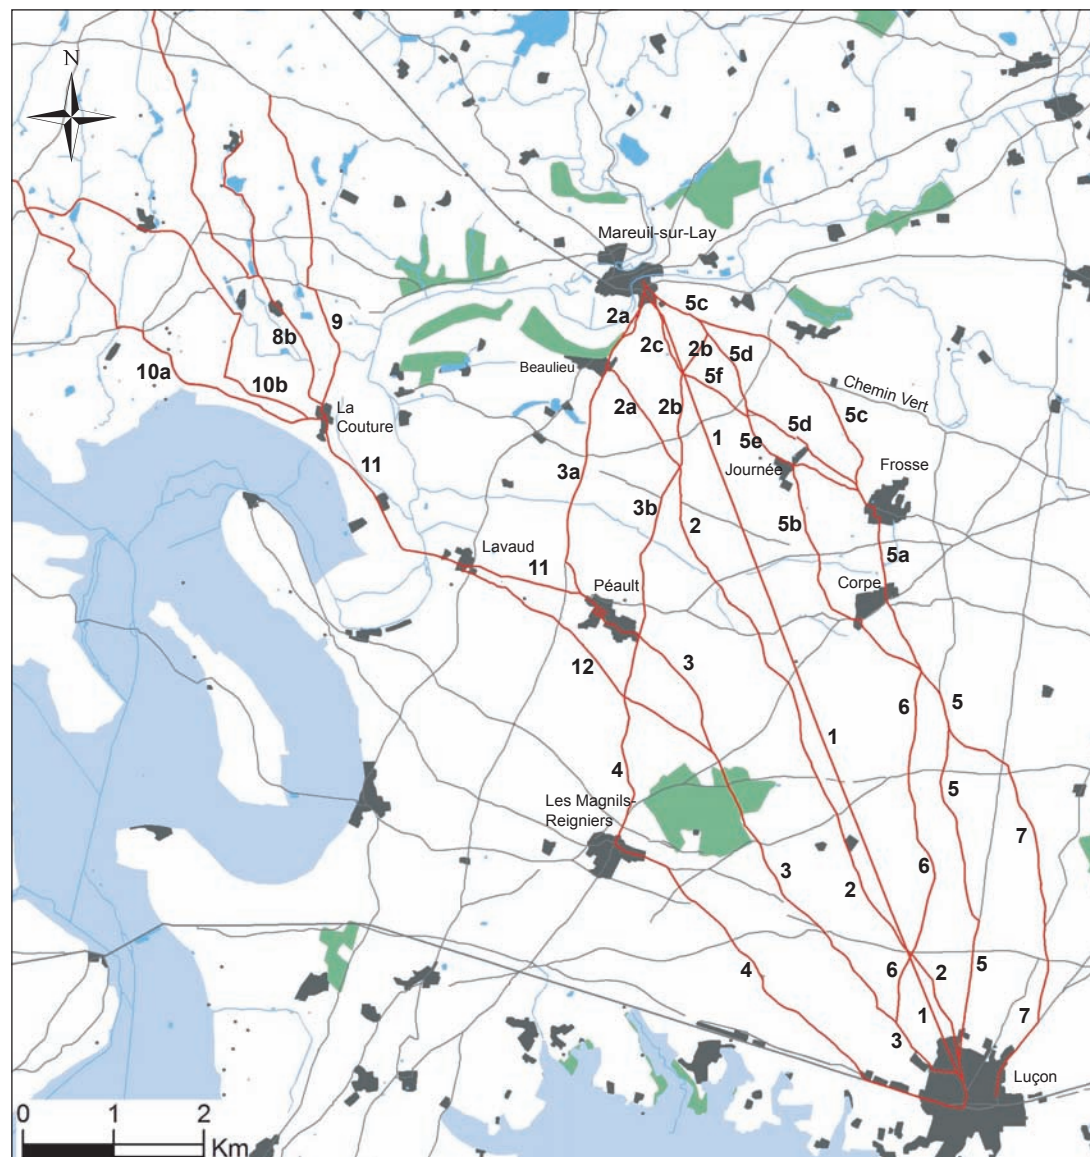 N
Mareuil-sur-Lay
9
8b
2a
5c
2c
2b
5d
10a
10b
Beaulieu
5f
Chemin Vert
La
Couture
2a
2b
1
5d
5c
11
3a
5e
Journée
Frosse
3b
2
5b
5a
Lavaud
11
Péault
Corpe
12
3
6
5
1
4
5
Les Magnils-
Reigniers
7
3
2
6
4
6
2
5
1
7
3
Luçon
0
1
2
Km